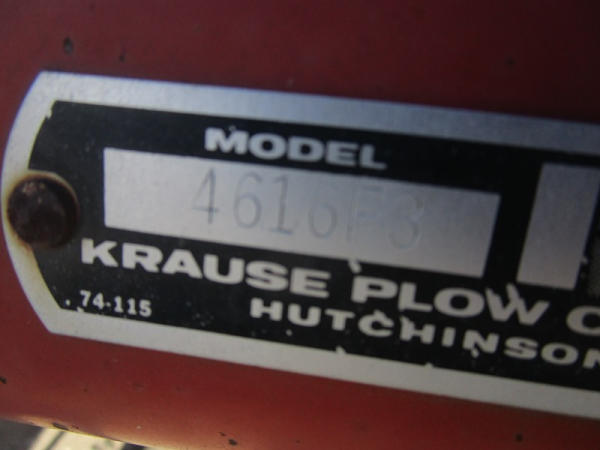 MODEL
4616F3
KRAUSE PLOW C
74-115
HUTCHINSON